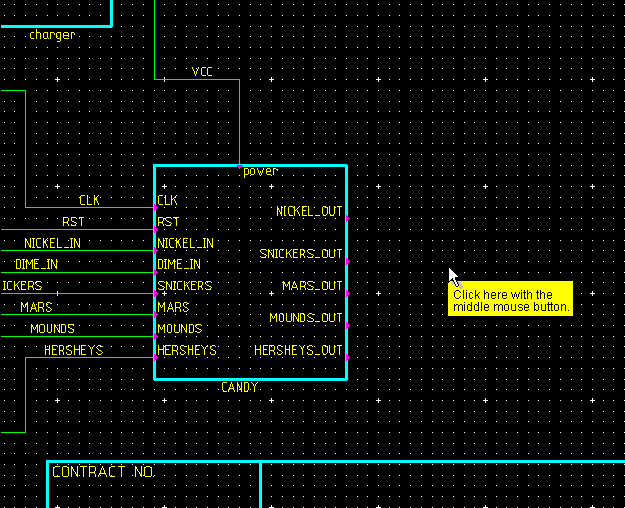 charger
VCC
power
CLK
CLK
NICKEL_OUT
RST
RST
NICKEL_IN
NICKEL_IN
SNICKERS_OUT
DIME_IN
DIME_IN
ICKERS
SNICKERS
MARS_OUT
MARS
MARS
MOUNDS_OUT
MOUNDS
MOUNDS
HERSHEYS
HERSHEYS
HERSHEYS_OUT
CANDY
Click here with the
middle mouse button.
CONTRACT NO.